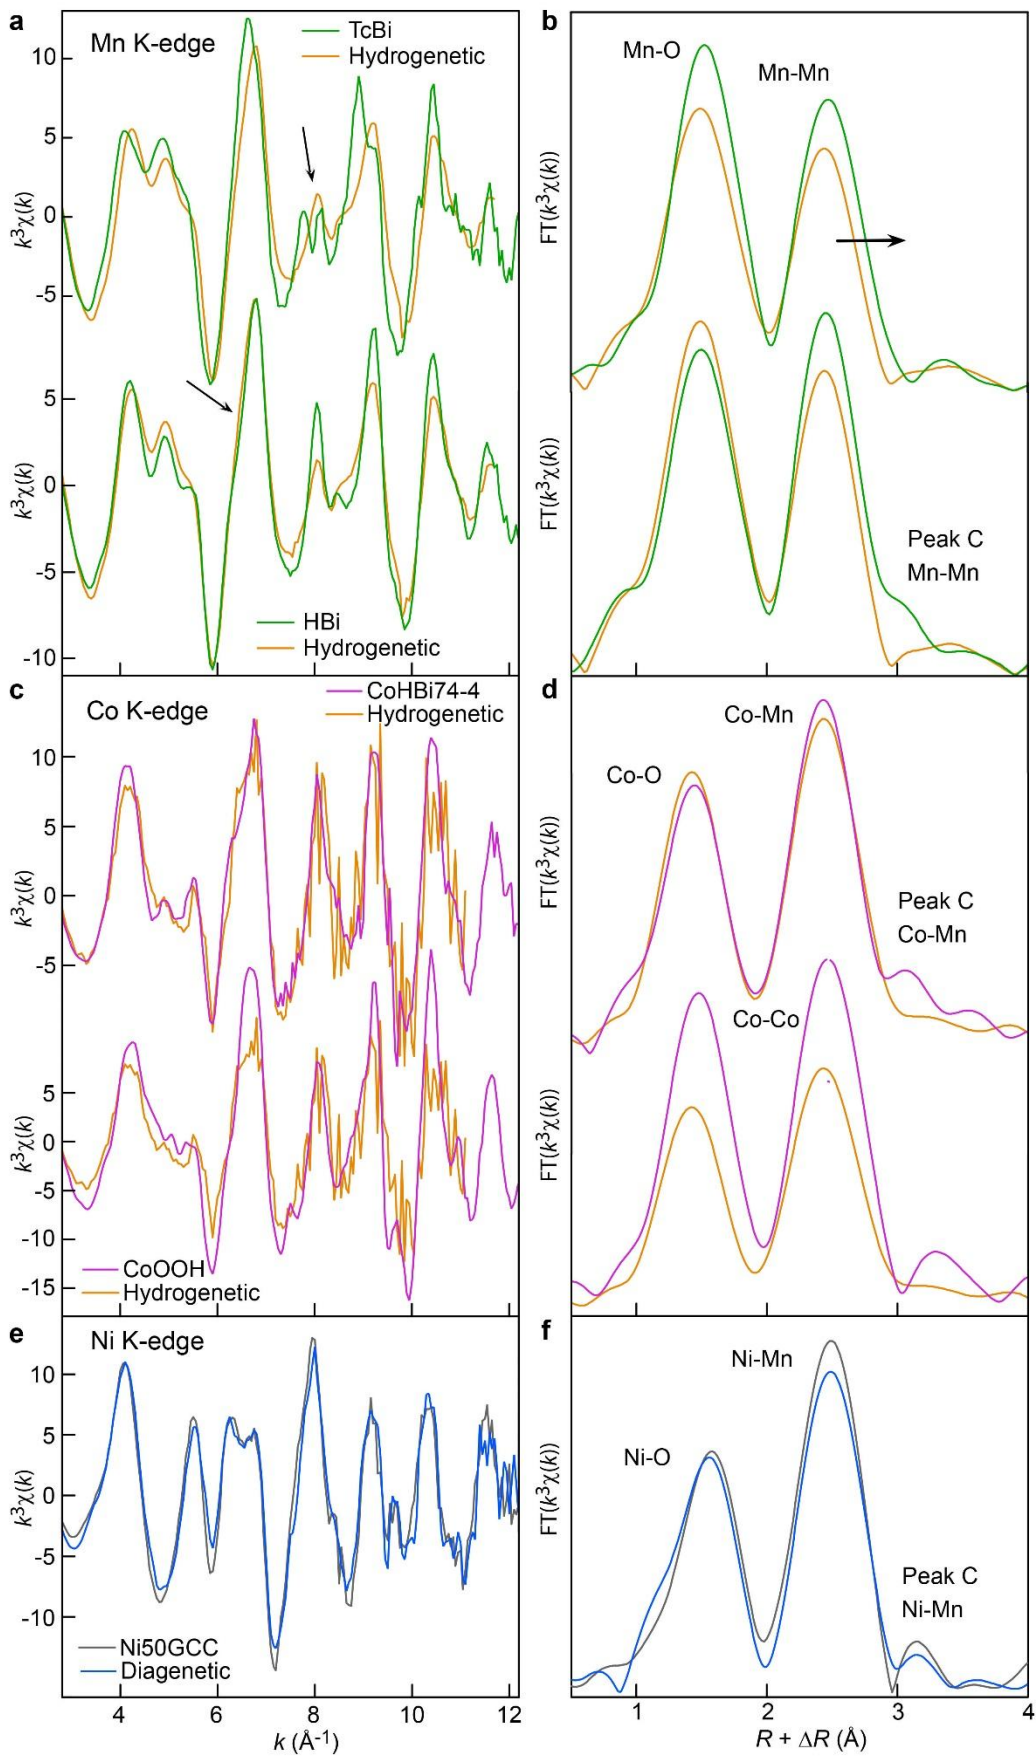 a
Mn K-edge
TcBi
Hydrogenetic
10
5
0
-5
k³χ(k)
5
0
-5
-10
k³χ(k)
HBi
Hydrogenetic
b
Mn-O
Mn-Mn
FT(k³χ(k))
FT(k³χ(k))
Peak C
Mn-Mn
c
Co K-edge
CoHBi74-4
Hydrogenetic
10
5
0
-5
k³χ(k)
5
0
-5
-10
-15
k³χ(k)
CoOOH
Hydrogenetic
d
Co-Mn
Co-O
FT(k³χ(k))
Peak C
Co-Mn
Co-Co
FT(k³χ(k))
e
Ni K-edge
10
5
0
-5
-10
k³χ(k)
Ni50GCC
Diagenetic
4 6 8 10 12
k (Å⁻¹)
f
Ni-Mn
Ni-O
FT(k³χ(k))
Peak C
Ni-Mn
1 2 3 4
R + ΔR (Å)